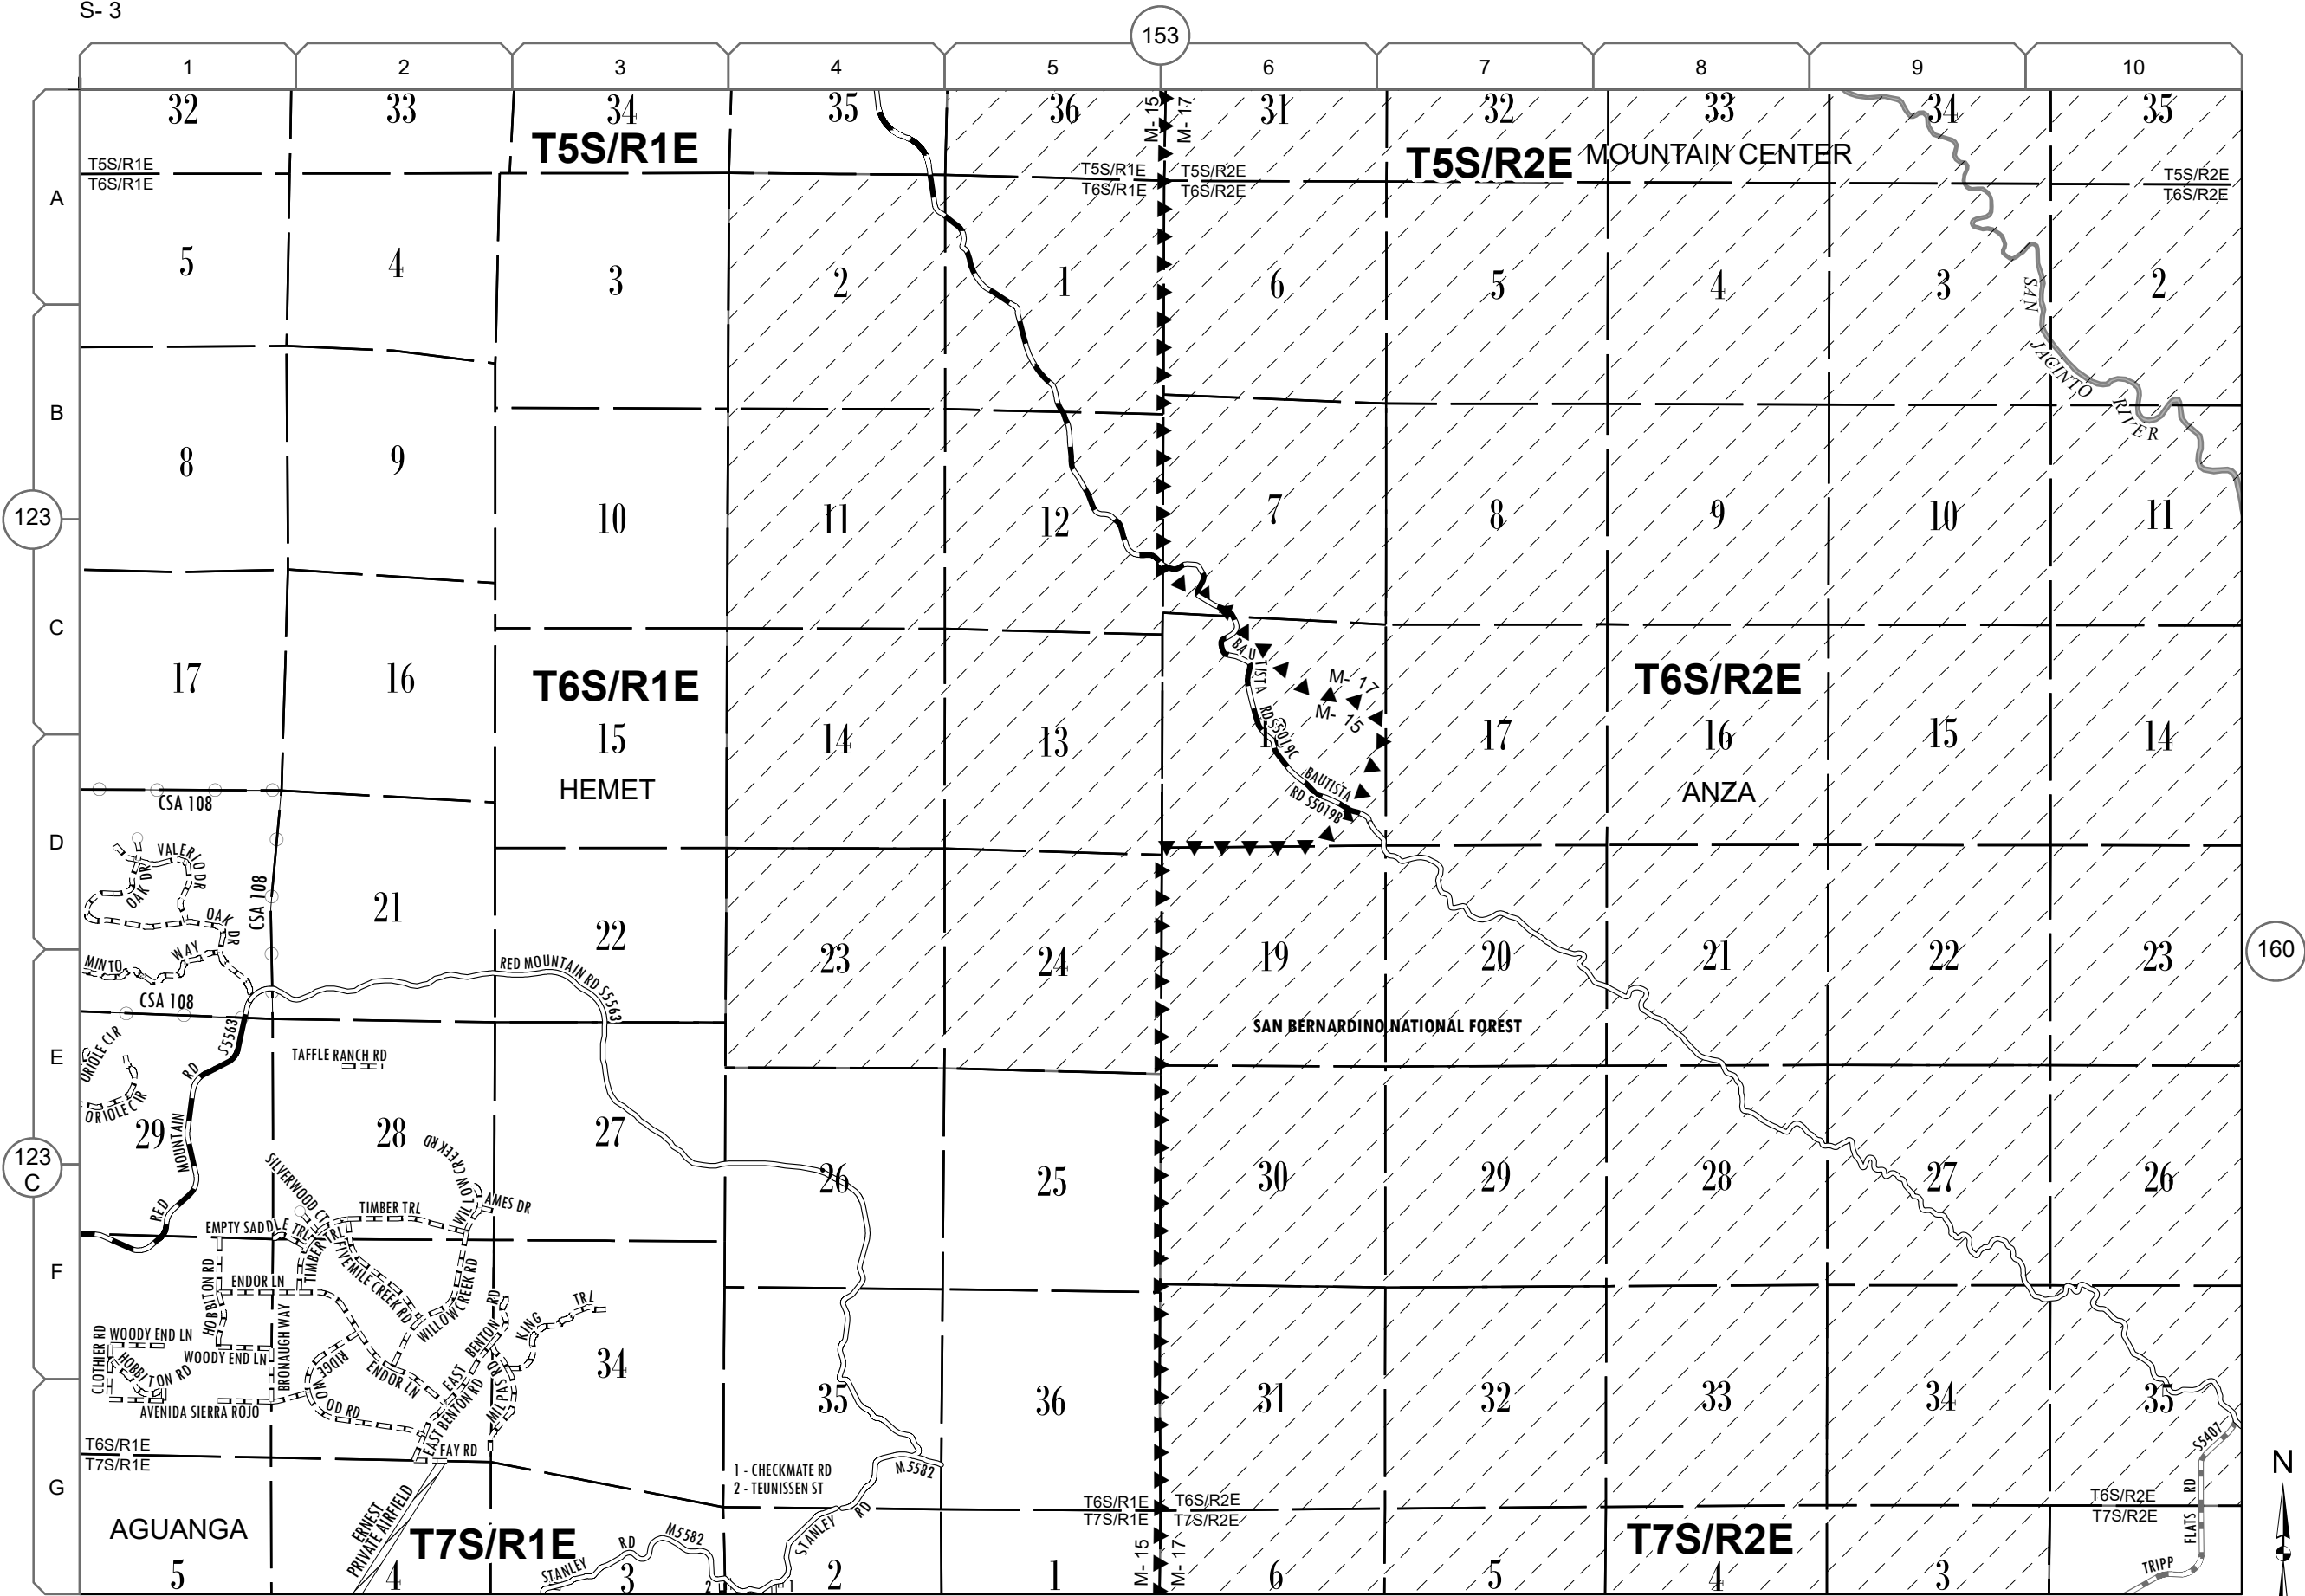 S- 3
153
1 2 3 4 5 6 7 8 9 10
32 33 34 35 36 M- 15 M- 17 31 32 33 34 35
T5S/R1E
T5S/R2E
MOUNTAIN CENTER
T5S/R1E
T6S/R1E
T5S/R1E
T6S/R1E
T5S/R2E
T6S/R2E
T5S/R2E
T6S/R2E
A
5 4 3 2 1 6 5 4 3 2
SAN
JACINTO
RIVER
B
8 9 10 11 12 7 8 9 10 11
123
C
17 16
T6S/R1E
T6S/R2E
BAUTISTA RD S5019C
M- 17
M- 15
15 14 13 17 16 15 14
HEMET
ANZA
BAUTISTA
RD S5019B
CSA 108
D
VALERIO DR
OAK DR
OAK DR
CSA 108
21 22 23 24 19 20 21 22 23
160
MINTO WAY
RED MOUNTAIN RD S5563
CSA 108
S5563
SAN BERNARDINO NATIONAL FOREST
E
ORIOLE CIR
TAFFLE RANCH RD
RED MOUNTAIN RD
ORIOLE CIR
29 28 27 26 25 30 29 28 27 26
123
C
SILVERWOOD CT
WILLOW CREEK RD
AMES DR
TIMBER TRL
EMPTY SADDLE TRL
TIMBER TRL
F
HOBBITON RD
ENDOR LN
FIVEMILE CREEK RD
WILLOW CREEK RD
BRONAUGH WAY
KING TRL
CLOTHIER RD
WOODY END LN
WOODY END LN
HOBBITON RD
RIDGEWOOD RD
ENDOR LN
EAST BENTON RD
EAST BENTON RD
MILPAS RD
34 35 36 31 32 33 34 35
AVENIDA SIERRA ROJO
T6S/R1E
T7S/R1E
FAY RD
S5407
N
G
1 - CHECKMATE RD
2 - TEUNISSEN ST
M5582
T6S/R1E
T7S/R1E
T6S/R2E
T7S/R2E
T6S/R2E
T7S/R2E
AGUANGA
ERNEST
PRIVATE AIRFIELD
T7S/R1E
STANLEY RD M5582
STANLEY RD
M- 15
M- 17
T7S/R2E
TRIPP FLATS RD
5 4 3 2 1 2 1 6 5 4 3